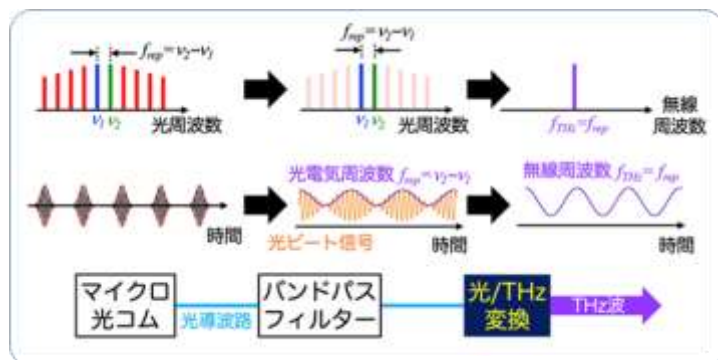 f_rep=ν₂−ν₁
ν₁ ν₂
光周波数
f_rep=ν₂−ν₁
ν₁ ν₂
光周波数
f_THz=f_rep
無線
周波数
時間
光電気周波数 f_rep=ν₂−ν₁
光ビート信号
時間
無線周波数 f_THz=f_rep
時間
マイクロ
光コム
光導波路
バンドパス
フィルター
光/THz
変換
THz波